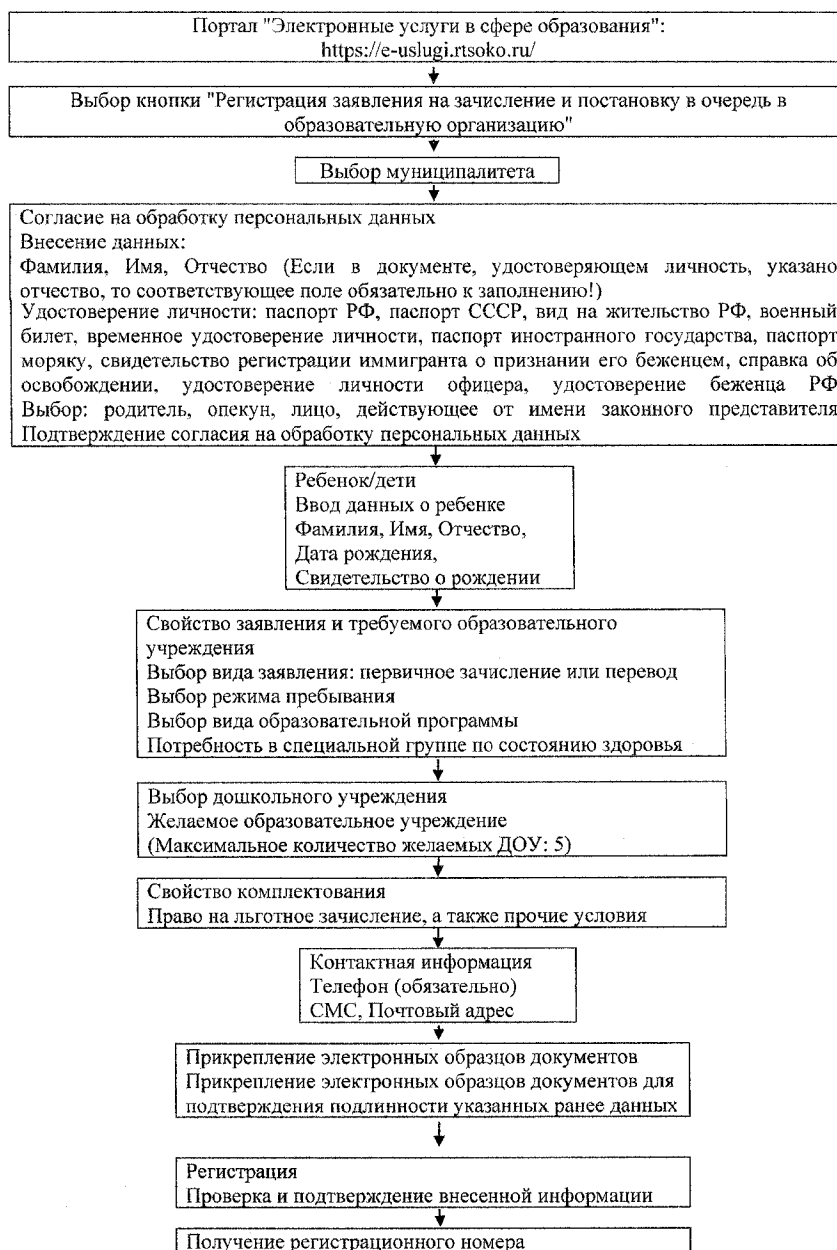 Портал "Электронные услуги в сфере образования":
https://e-uslugi.rtsoko.ru/
Выбор кнопки "Регистрация заявления на зачисление и постановку в очередь в
образовательную организацию"
Выбор муниципалитета
Согласие на обработку персональных данных
Внесение данных:
Фамилия, Имя, Отчество (Если в документе, удостоверяющем личность, указано
отчество, то соответствующее поле обязательно к заполнению!)
Удостоверение личности: паспорт РФ, паспорт СССР, вид на жительство РФ, военный
билет, временное удостоверение личности, паспорт иностранного государства, паспорт
моряку, свидетельство регистрации иммигранта о признании его беженцем, справка об
освобождении, удостоверение личности офицера, удостоверение беженца РФ
Выбор: родитель, опекун, лицо, действующее от имени законного представителя
Подтверждение согласия на обработку персональных данных
Ребенок/дети
Ввод данных о ребенке
Фамилия, Имя, Отчество,
Дата рождения,
Свидетельство о рождении
Свойство заявления и требуемого образовательного
учреждения
Выбор вида заявления: первичное зачисление или перевод
Выбор режима пребывания
Выбор вида образовательной программы
Потребность в специальной группе по состоянию здоровья
Выбор дошкольного учреждения
Желаемое образовательное учреждение
(Максимальное количество желаемых ДОУ: 5)
Свойство комплектования
Право на льготное зачисление, а также прочие условия
Контактная информация
Телефон (обязательно)
СМС, Почтовый адрес
Прикрепление электронных образцов документов
Прикрепление электронных образцов документов для
подтверждения подлинности указанных ранее данных
Регистрация
Проверка и подтверждение внесенной информации
Получение регистрационного номера